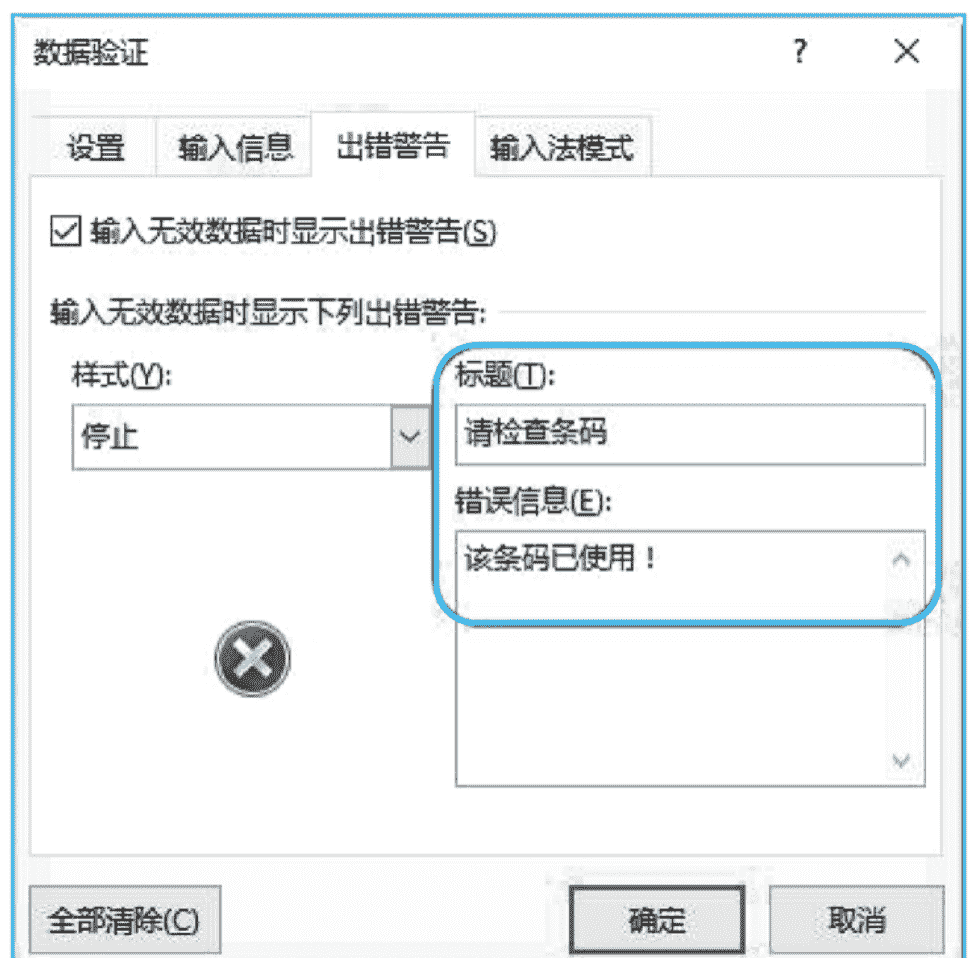 数据验证 ?
设置 输入信息 出错警告 输入法模式
输入无效数据时显示出错警告(S)
输入无效数据时显示下列出错警告:
样式(Y): 标题(T):
停止 请检查条码
错误信息(E):
该条码已使用！
全部清除(C) 确定 取消